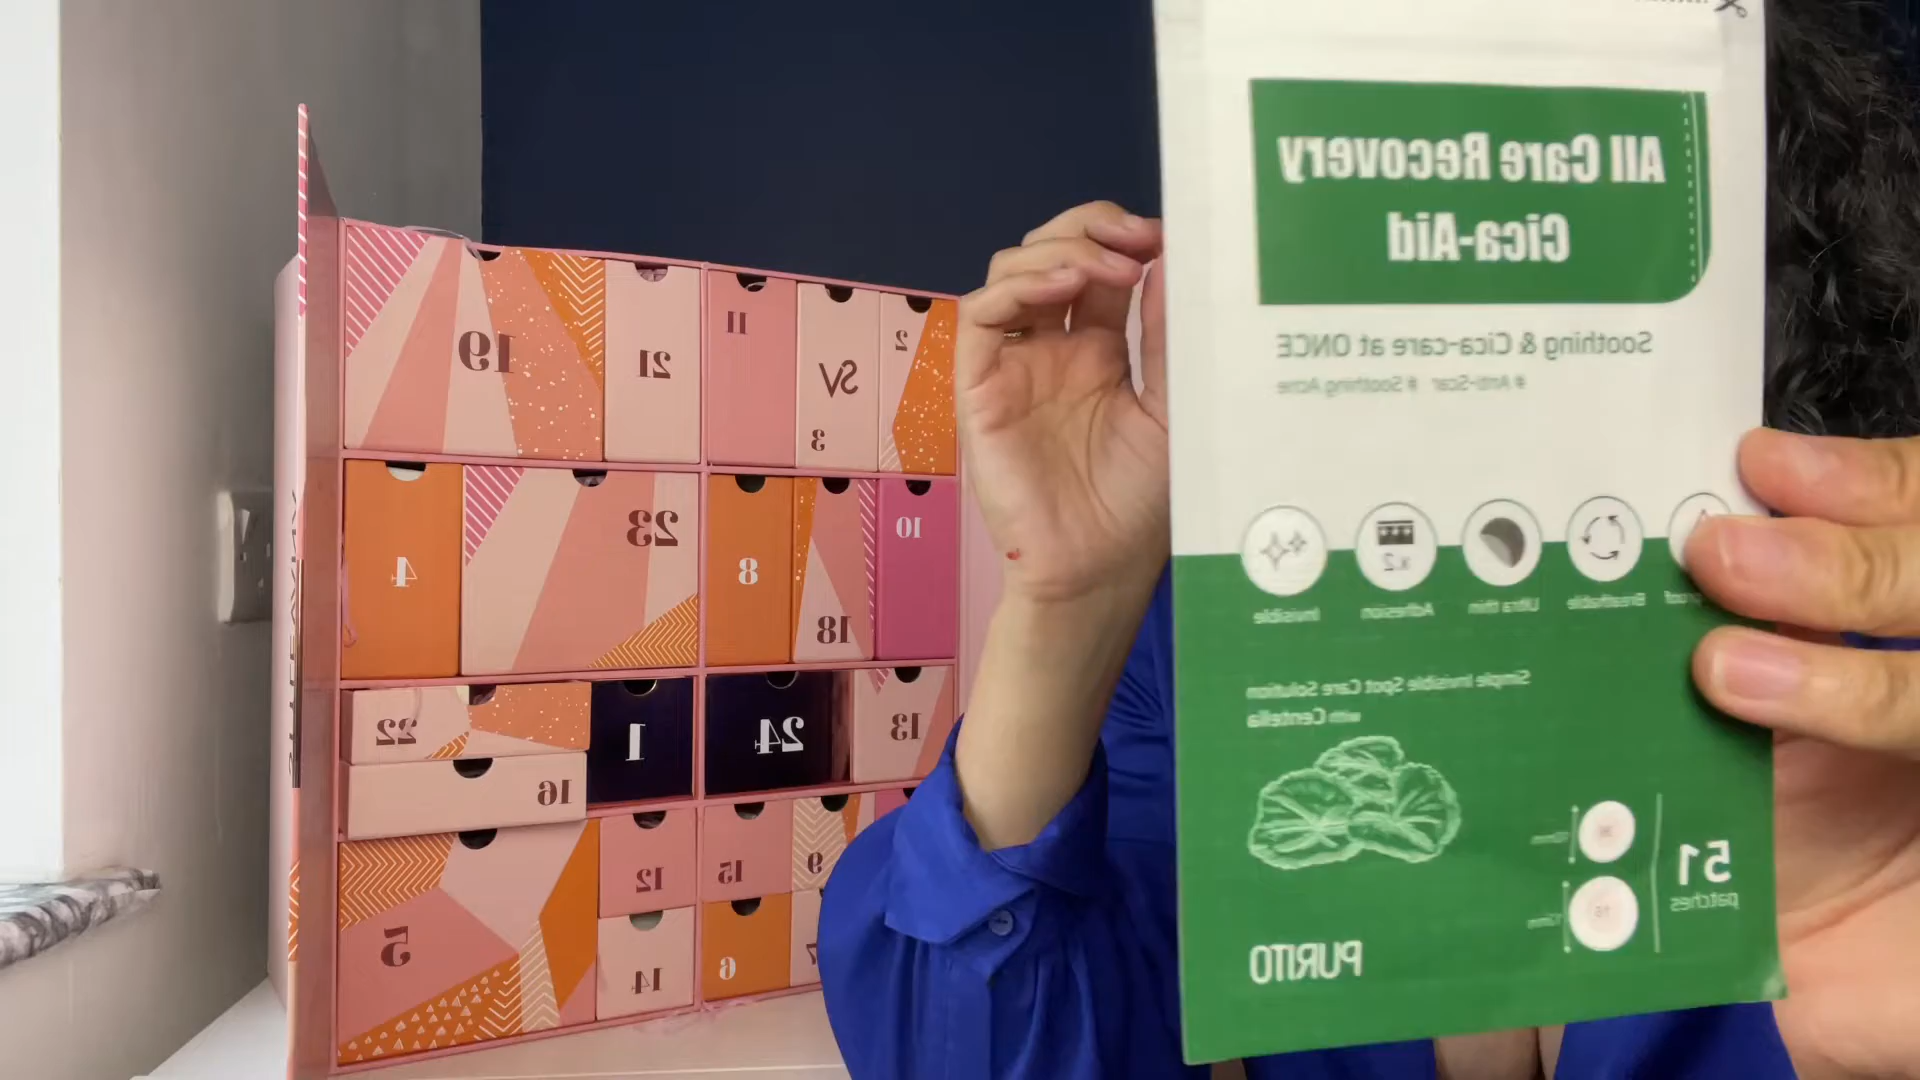 All Care Recovery
Cica-Aid
Soothing & Cica-care at ONCE
# Anti-Scar # Soothing Acne
Invisible
Adhesion
x2
Ultra thin
Breathable
Simple Invisible Spot Care Solution
with Centella
51
patches
PURITO
19
21
11
SV
3
2
4
23
8
18
10
22
16
1
24
13
5
12
14
15
9
6
7